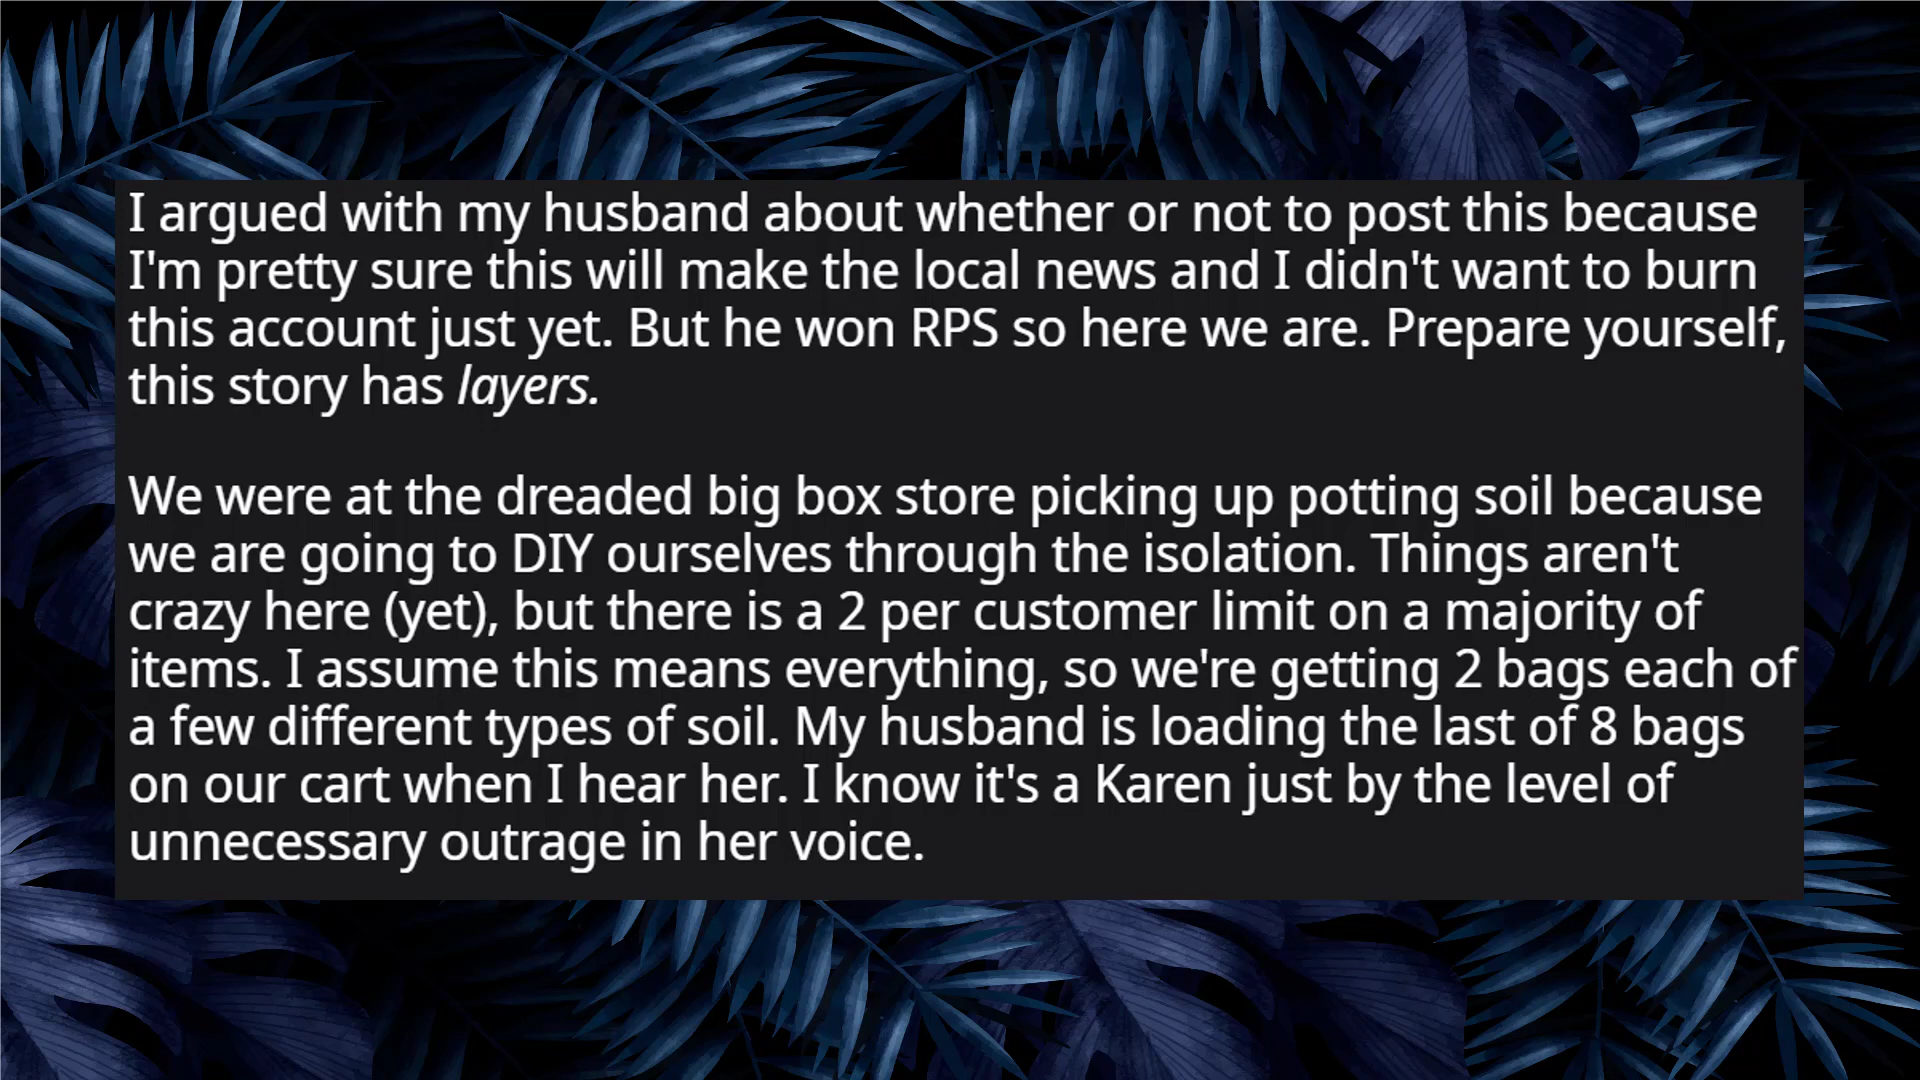 I argued with my husband about whether or not to post this because
I'm pretty sure this will make the local news and I didn't want to burn
this account just yet. But he won RPS so here we are. Prepare yourself,
this story has layers.
We were at the dreaded big box store picking up potting soil because
we are going to DIY ourselves through the isolation. Things aren't
crazy here (yet), but there is a 2 per customer limit on a majority of
items. I assume this means everything, so we're getting 2 bags each of
a few different types of soil. My husband is loading the last of 8 bags
on our cart when I hear her. I know it's a Karen just by the level of
unnecessary outrage in her voice.